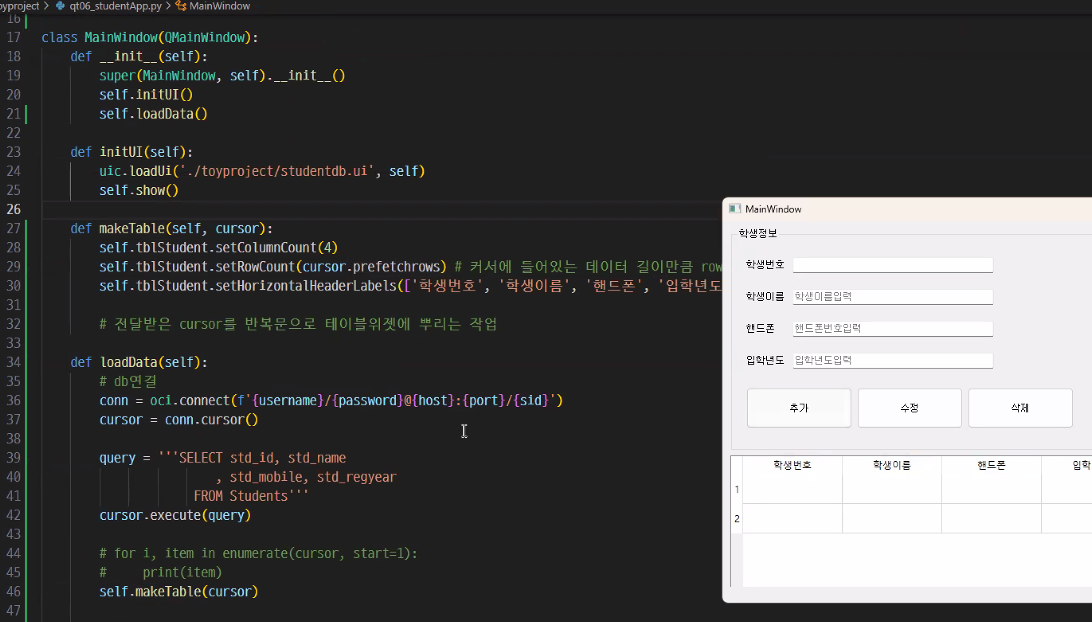 oyproject > qt06_studentApp.py > MainWindow
16
17 class MainWindow(QMainWindow):
18     def __init__(self):
19         super(MainWindow, self).__init__()
20         self.initUI()
21         self.loadData()
22
23     def initUI(self):
24         uic.loadUi('./toyproject/studentdb.ui', self)
25         self.show()
26
27     def makeTable(self, cursor):
28         self.tblStudent.setColumnCount(4)
29         self.tblStudent.setRowCount(cursor.prefetchrows) # 커서에 들어있는 데이터 길이만큼 row
30         self.tblStudent.setHorizontalHeaderLabels(['학생번호', '학생이름', '핸드폰', '입학년도
31
32         # 전달받은 cursor를 반복문으로 테이블위젯에 뿌리는 작업
33
34     def loadData(self):
35         # db연결
36         conn = oci.connect(f'{username}/{password}@{host}:{port}/{sid}')
37         cursor = conn.cursor()
38
39         query = '''SELECT std_id, std_name
40                         , std_mobile, std_regyear
41                      FROM Students'''
42         cursor.execute(query)
43
44         # for i, item in enumerate(cursor, start=1):
45         #     print(item)
46         self.makeTable(cursor)
47
MainWindow
학생정보
학생번호
학생이름 학생이름입력
핸드폰 핸드폰번호입력
입학년도 입학년도입력
추가 수정 삭제
학생번호 학생이름 핸드폰 입학
1
2